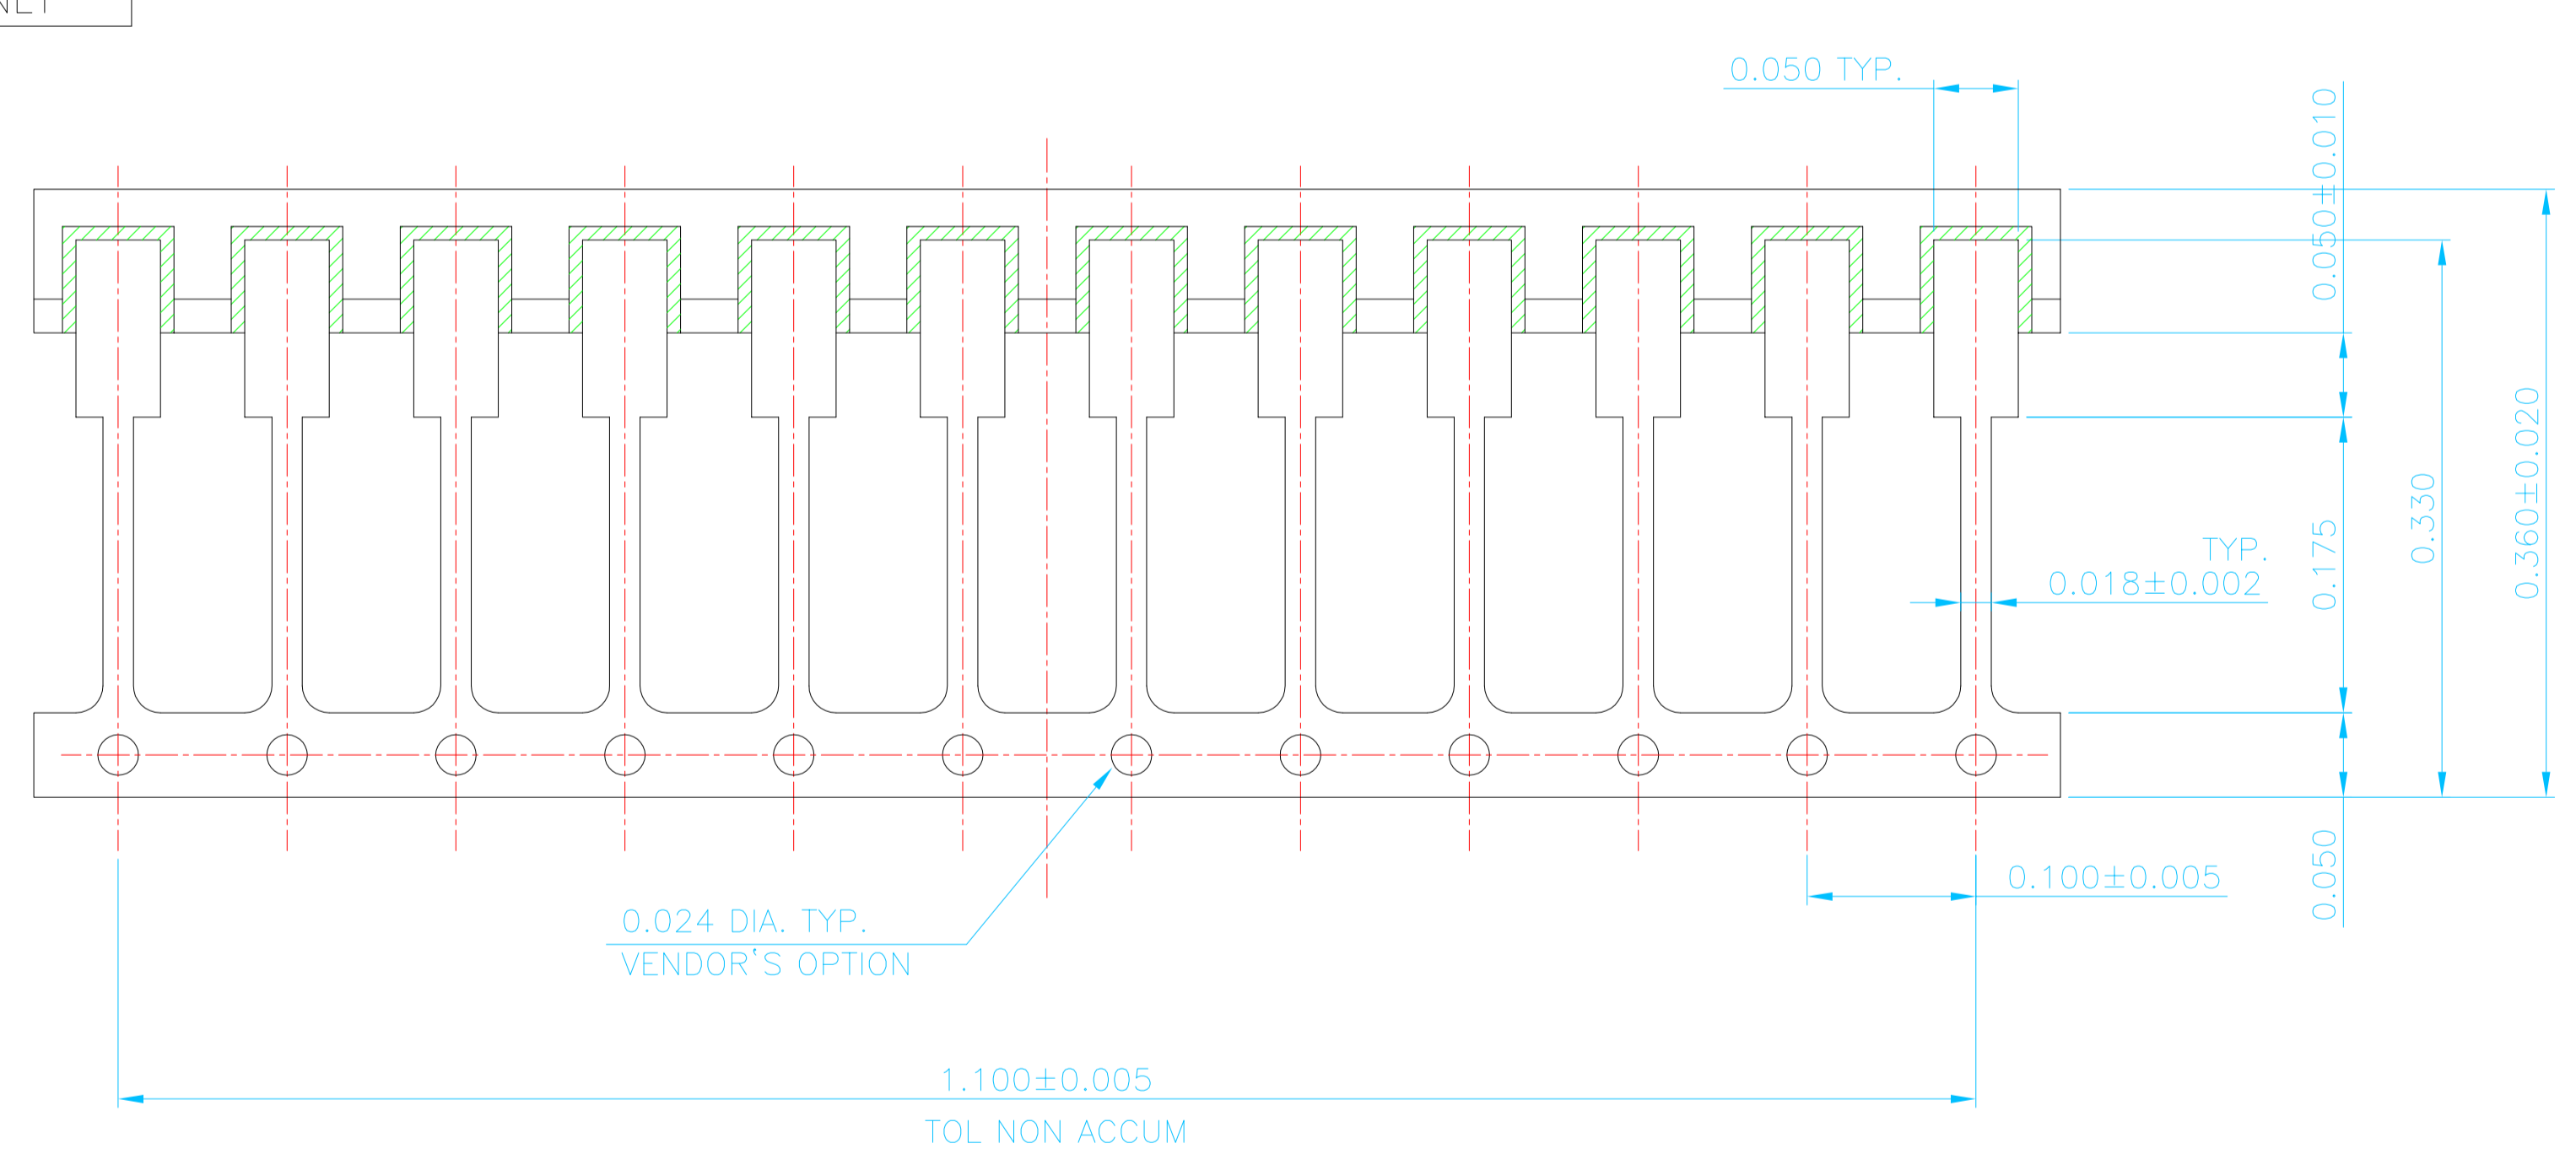 0.050 TYP.
0.050±0.010
0.360±0.020
0.330
TYP.
0.018±0.002
0.175
0.100±0.005
0.050
0.024 DIA. TYP.
VENDOR'S OPTION
1.100±0.005
TOL NON ACCUM